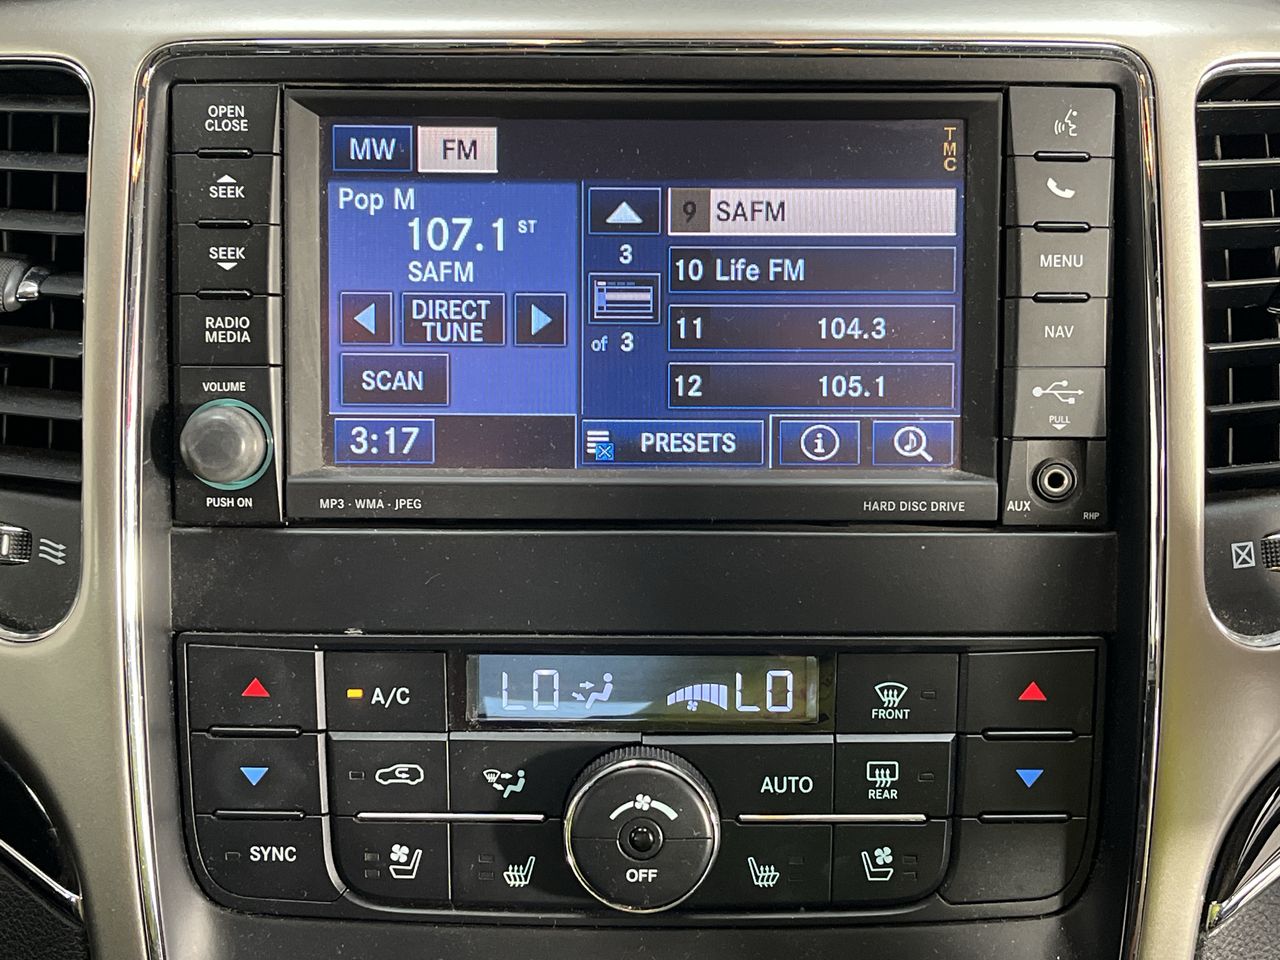 OPEN
CLOSE
SEEK
SEEK
RADIO
MEDIA
VOLUME
PUSH ON
MW
FM
TMC
Pop M
107.1 ST
SAFM
DIRECT
TUNE
SCAN
3:17
3
of 3
9 SAFM
10 Life FM
11 104.3
12 105.1
PRESETS
i
MP3 · WMA · JPEG
HARD DISC DRIVE
MENU
NAV
PULL
AUX
RHP
A/C
LO
LO
FRONT
AUTO
REAR
SYNC
OFF